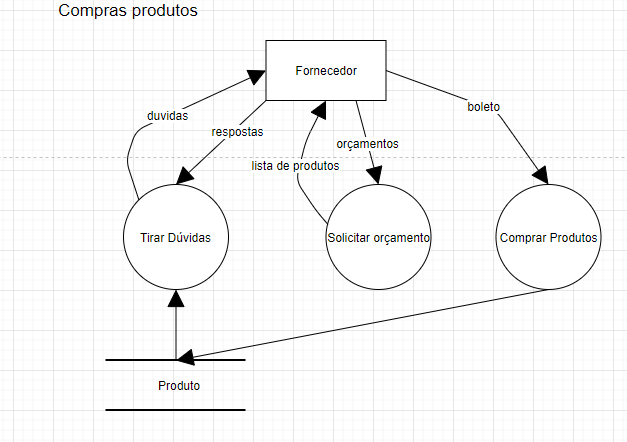 Compras produtos
Fornecedor
duvidas
respostas
orçamentos
boleto
lista de produtos
Tirar Dúvidas
Solicitar orçamento
Comprar Produtos
Produto